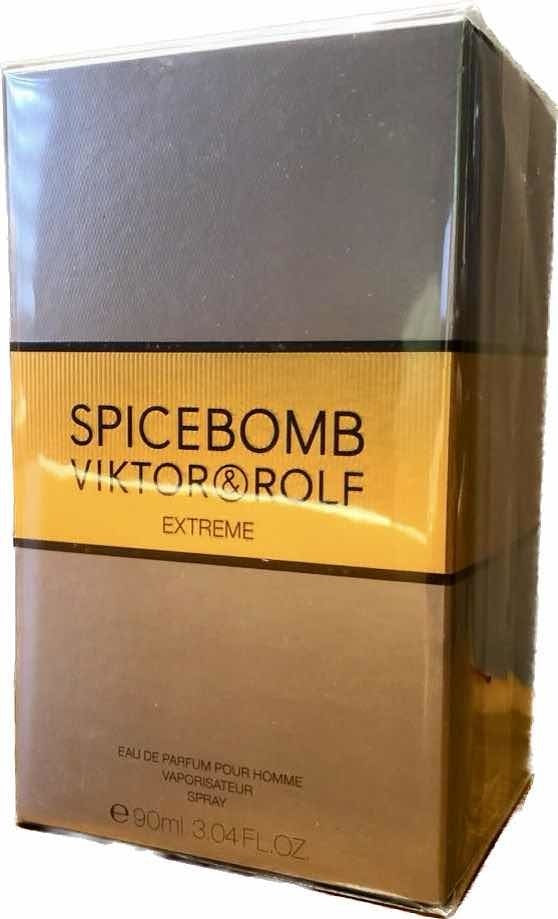 SPICEBOMB
VIKTOR&ROLF
EXTREME
EAU DE PARFUM POUR HOMME
VAPORISATEUR
SPRAY
℮ 90ml 3.04 FL.OZ.